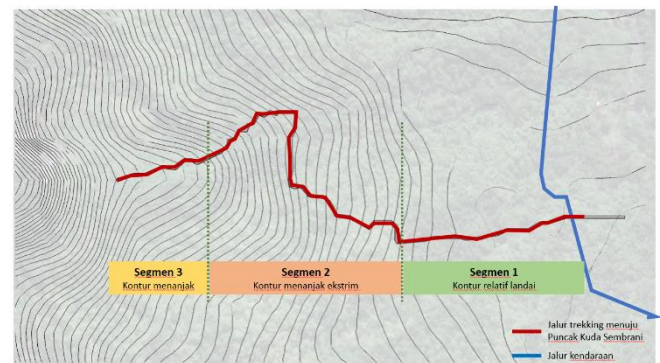 Segmen 3
Kontur menanjak
Segmen 2
Kontur menanjak ekstrim
Segmen 1
Kontur relatif landai
Jalur trekking menuju
Puncak Kuda Sembrani
Jalur kendaraan